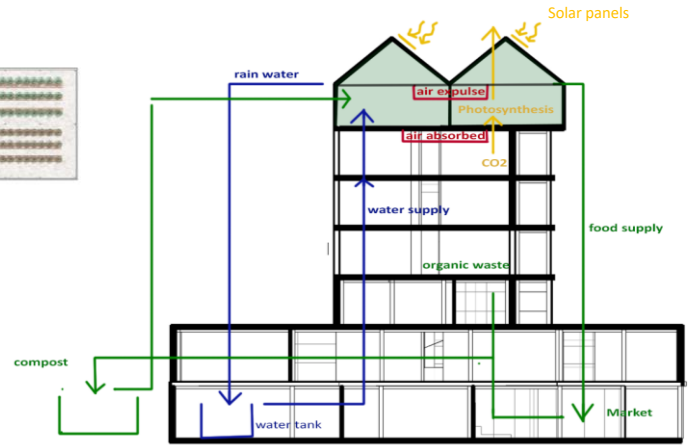 Solar panels
rain water
air expulse
Photosynthesis
air absorbed
CO2
water supply
food supply
organic waste
compost
Market
water tank